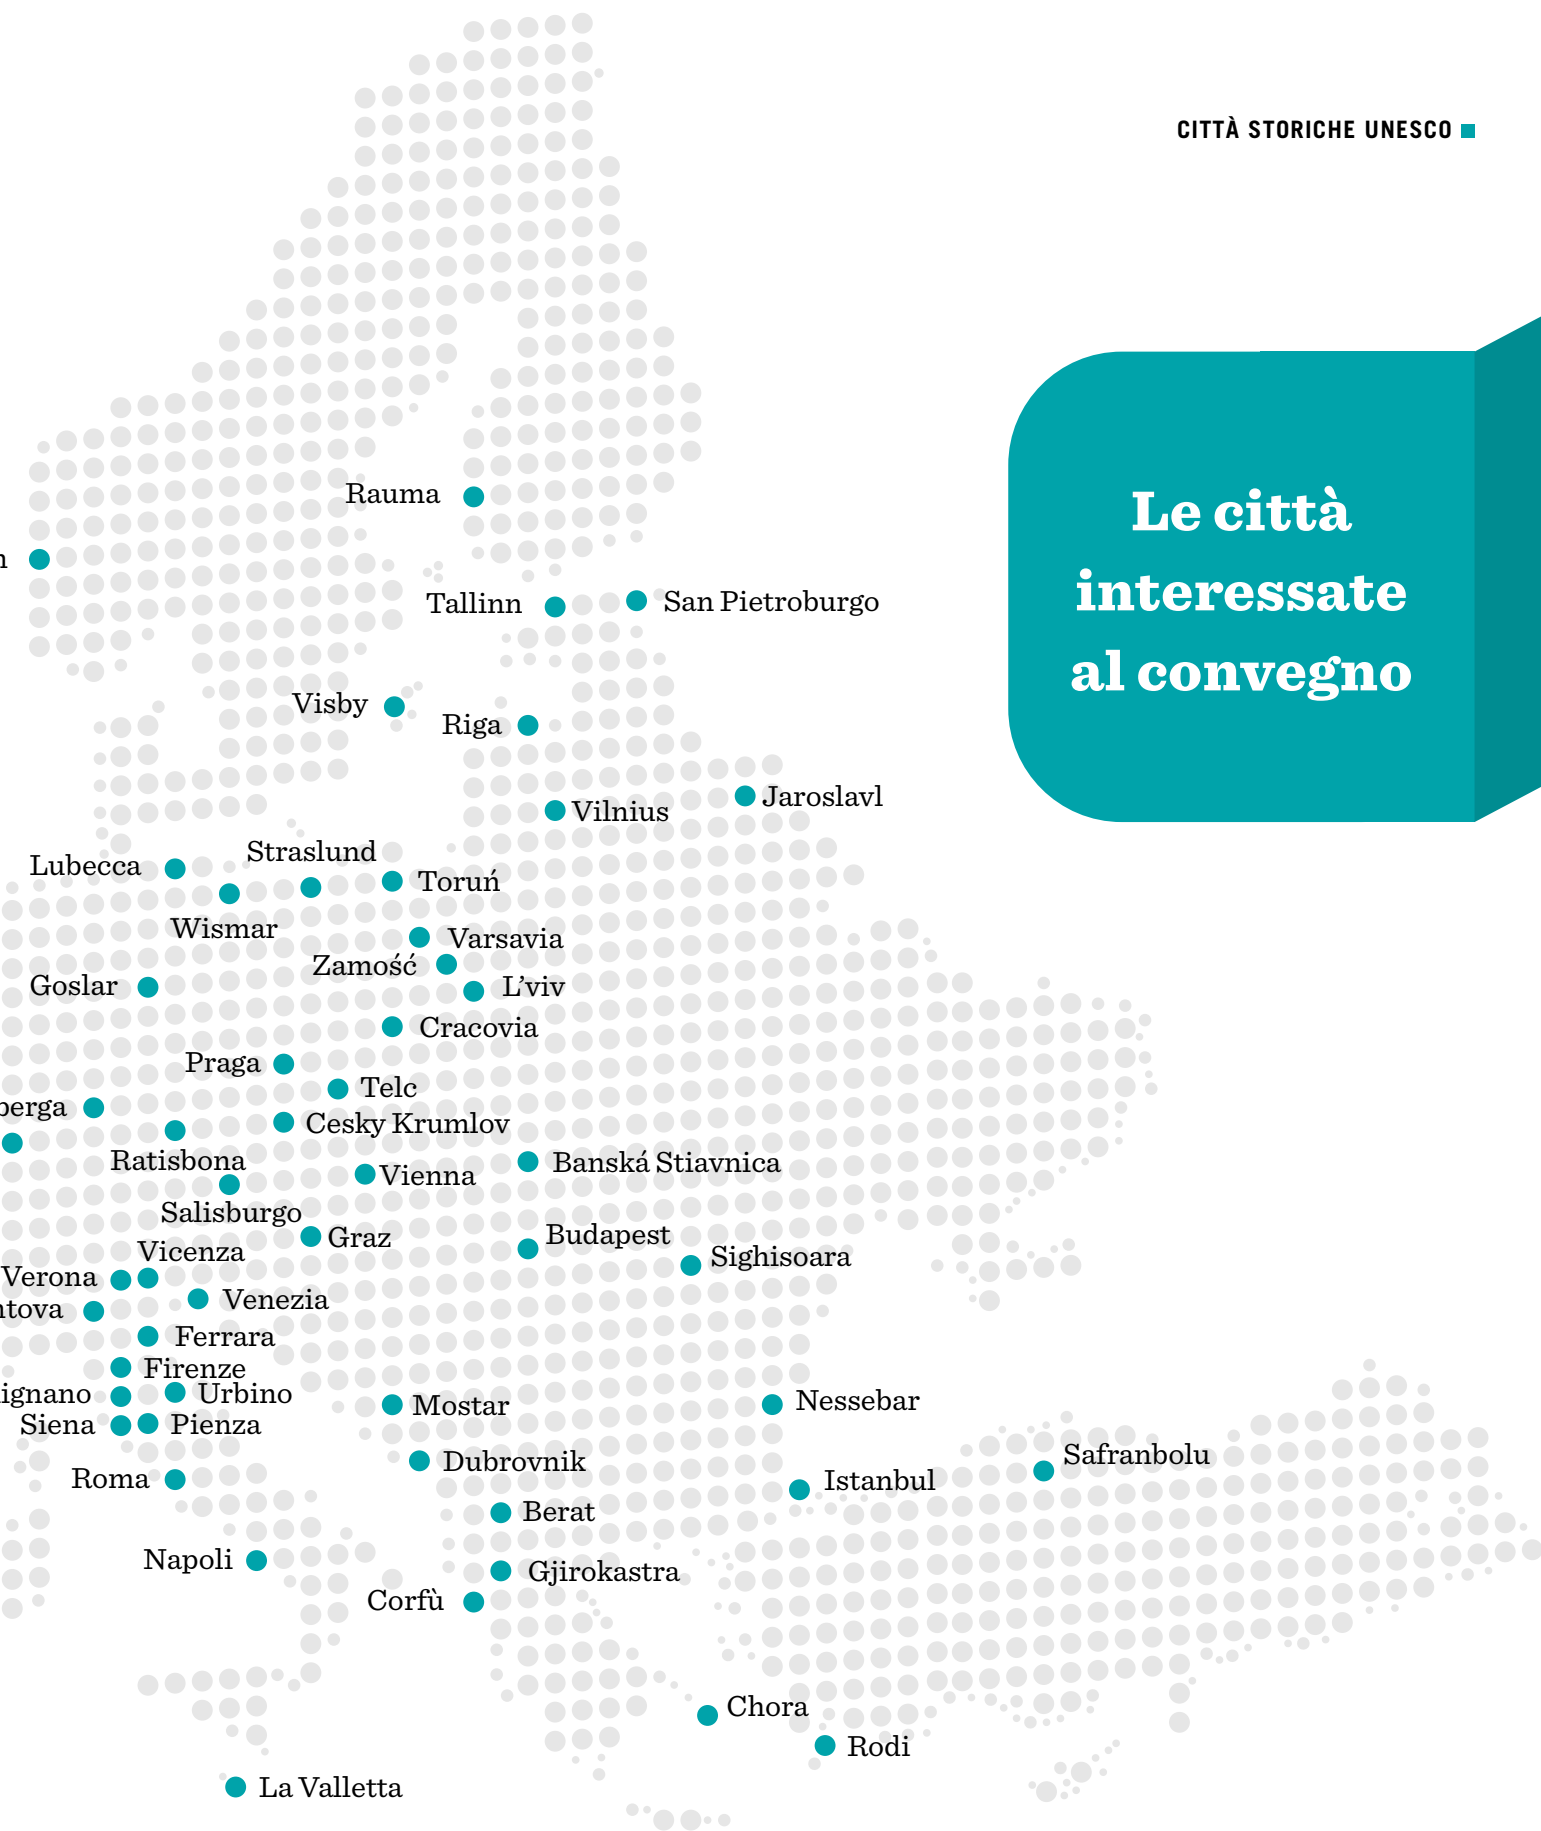 CITTÀ STORICHE UNESCO
Le città
interessate
al convegno
Rauma
n
Tallinn
San Pietroburgo
Visby
Riga
Jaroslavl
Vilnius
Straslund
Lubecca
Toruń
Wismar
Varsavia
Zamość
Goslar
L’viv
Cracovia
Praga
Telc
berga
Cesky Krumlov
Ratisbona
Banská Stiavnica
Vienna
Salisburgo
Graz
Budapest
Vicenza
Sighisoara
Verona
Venezia
ntova
Ferrara
Firenze
ignano
Urbino
Mostar
Nessebar
Siena
Pienza
Dubrovnik
Safranbolu
Roma
Istanbul
Berat
Napoli
Gjirokastra
Corfù
Chora
Rodi
La Valletta